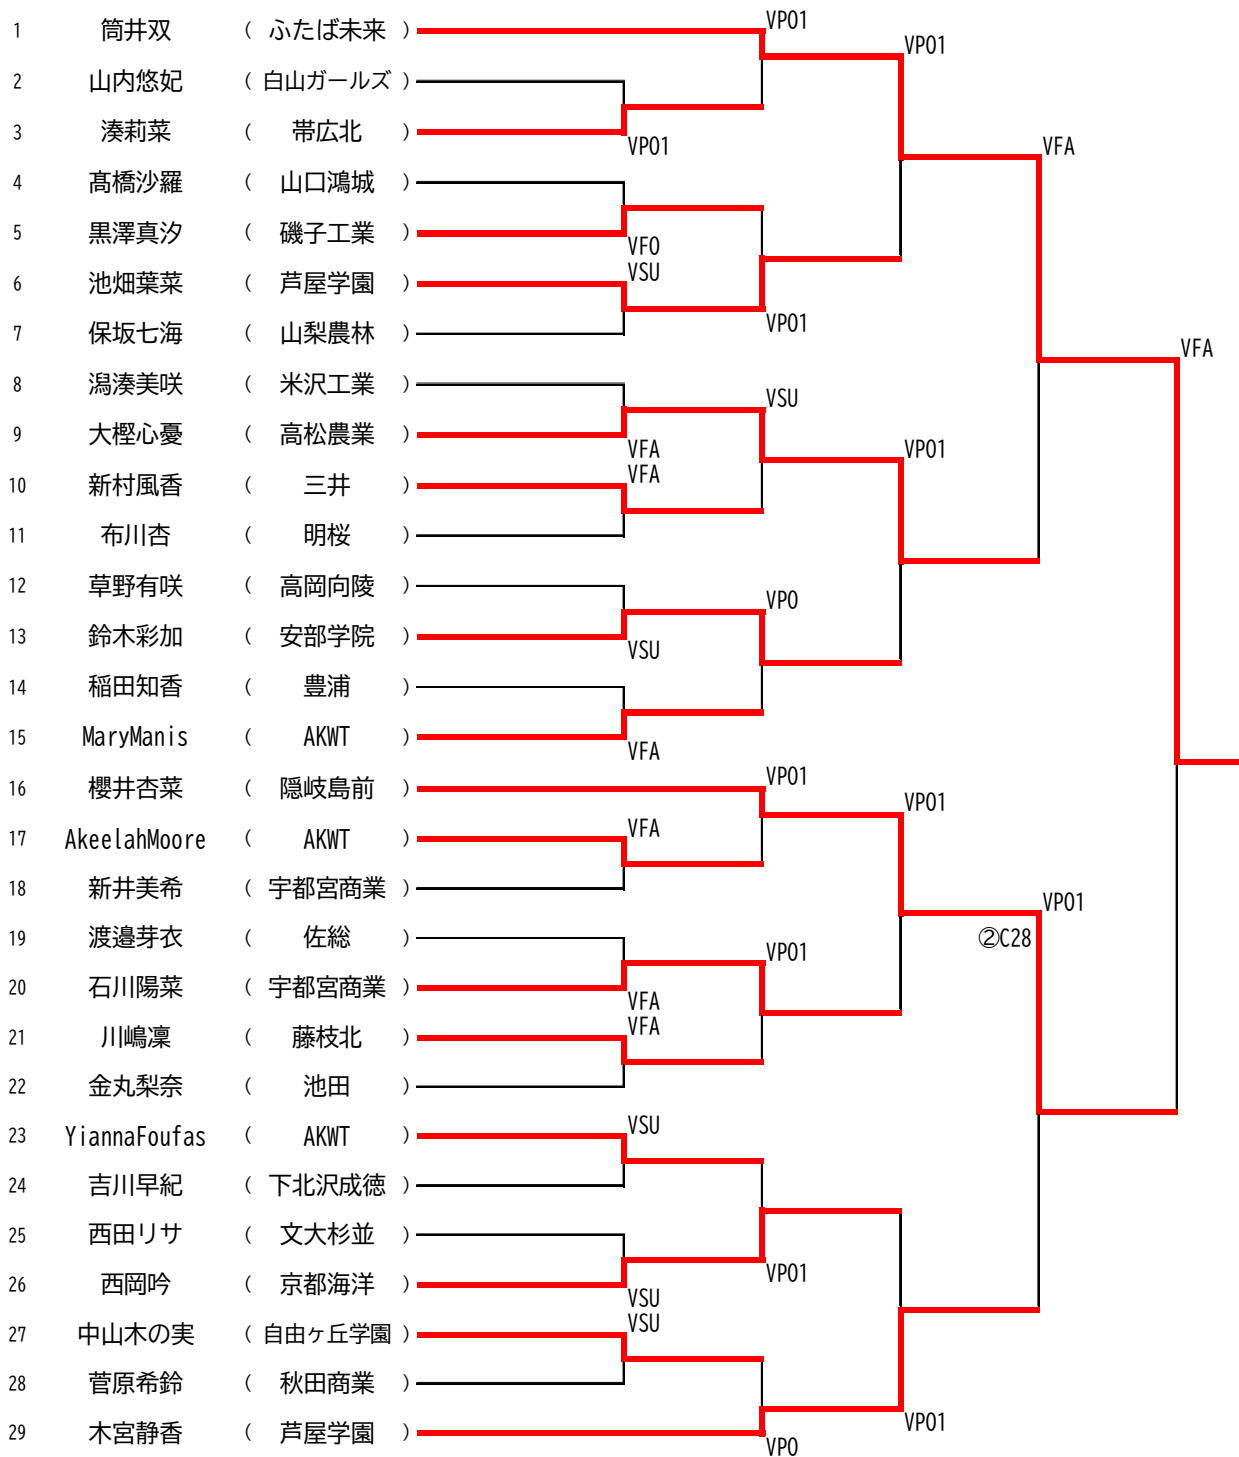 1 筒井双 ( ふたば未来 ) VPO1
VPO1
2 山内悠妃 ( 白山ガールズ )
3 湊莉菜 ( 帯広北 ) VPO1
VFA
4 髙橋沙羅 ( 山口鴻城 )
5 黒澤真汐 ( 磯子工業 ) VFO
6 池畑葉菜 ( 芦屋学園 ) VSU
VPO1
7 保坂七海 ( 山梨農林 )
VFA
8 潟湊美咲 ( 米沢工業 )
VSU
9 大樫心憂 ( 高松農業 ) VFA
VPO1
10 新村風香 ( 三井 ) VFA
11 布川杏 ( 明桜 )
12 草野有咲 ( 高岡向陵 )
VPO
13 鈴木彩加 ( 安部学院 ) VSU
14 稲田知香 ( 豊浦 )
15 MaryManis ( AKWT ) VFA
16 櫻井杏菜 ( 隠岐島前 ) VPO1
VPO1
17 AkeelahMoore ( AKWT ) VFA
18 新井美希 ( 宇都宮商業 )
VPO1
19 渡邉芽衣 ( 佐総 ) ②C28
VPO1
20 石川陽菜 ( 宇都宮商業 ) VFA
21 川嶋凜 ( 藤枝北 ) VFA
22 金丸梨奈 ( 池田 )
23 YiannaFoufas ( AKWT ) VSU
24 吉川早紀 ( 下北沢成徳 )
25 西田リサ ( 文大杉並 )
VPO1
26 西岡吟 ( 京都海洋 ) VSU
27 中山木の実 ( 自由ヶ丘学園 ) VSU
28 菅原希鈴 ( 秋田商業 )
VPO1
29 木宮静香 ( 芦屋学園 ) VPO